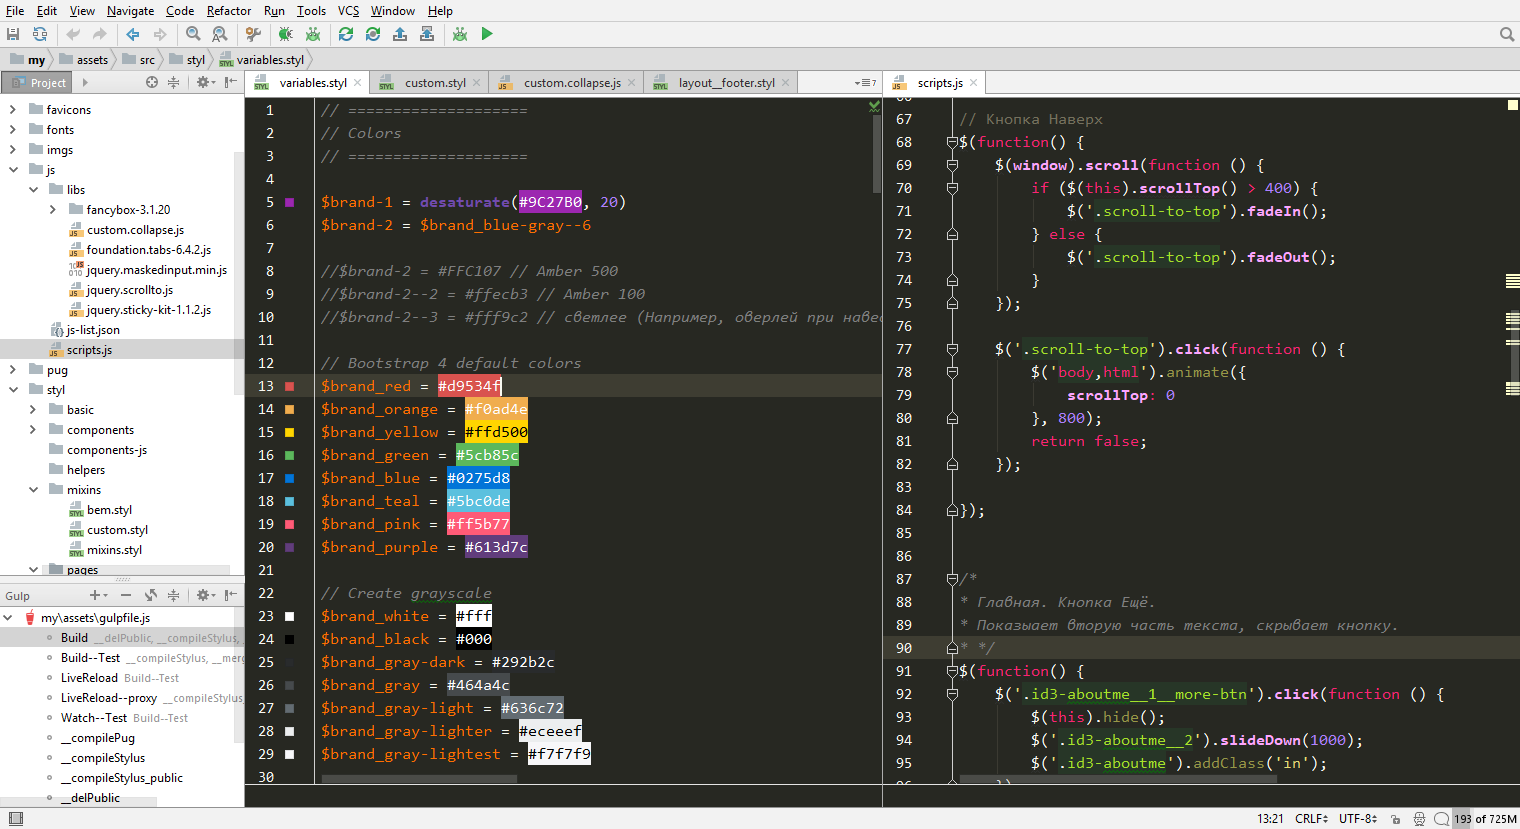 File Edit View Navigate Code Refactor Run Tools VCS Window Help
my assets src styl variables.styl
Project
favicons
fonts
imgs
js
libs
fancybox-3.1.20
custom.collapse.js
foundation.tabs-6.4.2.js
jquery.maskedinput.min.js
jquery.scrollto.js
jquery.sticky-kit-1.1.2.js
js-list.json
scripts.js
pug
styl
basic
components
components-js
helpers
mixins
bem.styl
custom.styl
mixins.styl
pages
Gulp
my\assets\gulpfile.js
Build __delPublic, __compileStylus,
Build--Test __compileStylus, __mer
LiveReload Build--Test
LiveReload--proxy __compileStylus,
Watch--Test Build--Test
__compilePug
__compileStylus
__compileStylus_public
__delPublic
variables.styl custom.styl custom.collapse.js layout__footer.styl 7
1 // ====================
2 // Colors
3 // ====================
4
5 $brand-1 = desaturate(#9C27B0, 20)
6 $brand-2 = $brand_blue-gray--6
7
8 //$brand-2 = #FFC107 // Amber 500
9 //$brand-2--2 = #ffecb3 // Amber 100
10 //$brand-2--3 = #fff9c2 // светлее (Например, оверлей при навес
11
12 // Bootstrap 4 default colors
13 $brand_red = #d9534f
14 $brand_orange = #f0ad4e
15 $brand_yellow = #ffd500
16 $brand_green = #5cb85c
17 $brand_blue = #0275d8
18 $brand_teal = #5bc0de
19 $brand_pink = #ff5b77
20 $brand_purple = #613d7c
21
22 // Create grayscale
23 $brand_white = #fff
24 $brand_black = #000
25 $brand_gray-dark = #292b2c
26 $brand_gray = #464a4c
27 $brand_gray-light = #636c72
28 $brand_gray-lighter = #eceeef
29 $brand_gray-lightest = #f7f7f9
30
scripts.js
67 // Кнопка Наверх
68 $(function() {
69 $(window).scroll(function () {
70 if ($(this).scrollTop() > 400) {
71 $('.scroll-to-top').fadeIn();
72 } else {
73 $('.scroll-to-top').fadeOut();
74 }
75 });
76
77 $('.scroll-to-top').click(function () {
78 $('body,html').animate({
79 scrollTop: 0
80 }, 800);
81 return false;
82 });
83
84 });
85
86
87 /*
88 * Главная. Кнопка Ещё.
89 * Показыает вторую часть текста, скрывает кнопку.
90 * */
91 $(function() {
92 $('.id3-aboutme__1__more-btn').click(function () {
93 $(this).hide();
94 $('.id3-aboutme__2').slideDown(1000);
95 $('.id3-aboutme').addClass('in');
13:21 CRLF UTF-8 193 of 725M